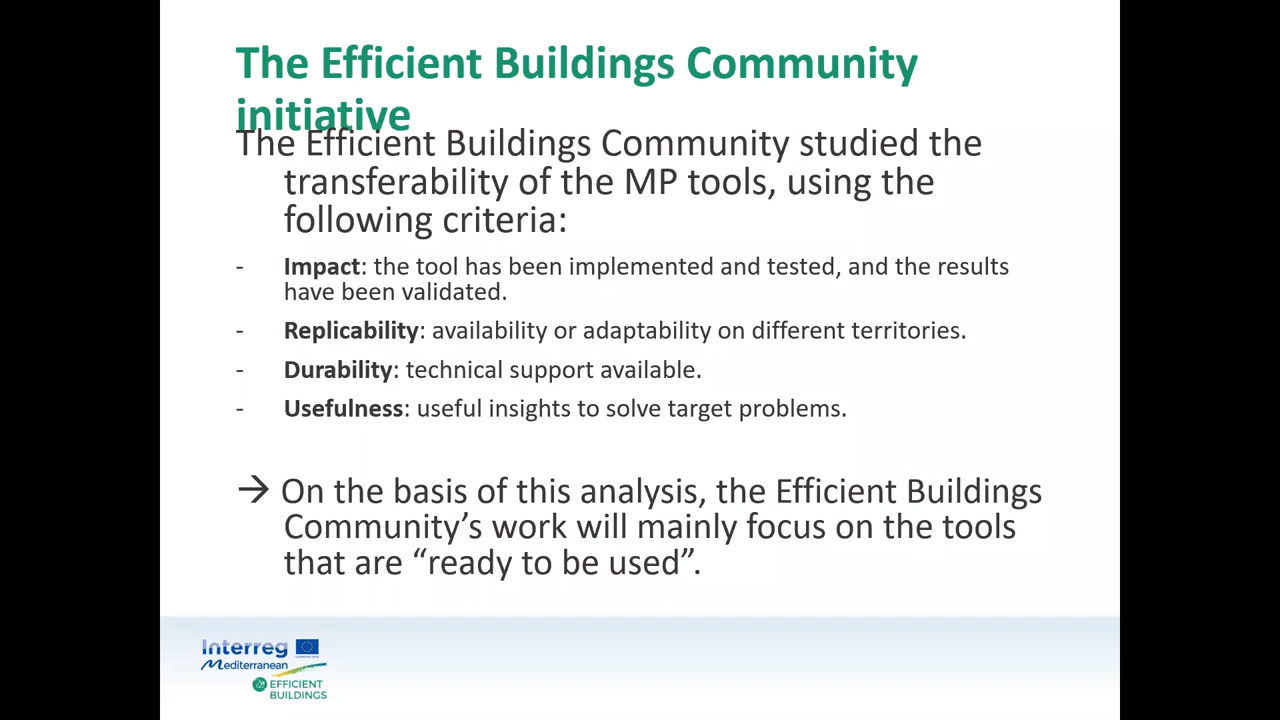 The Efficient Buildings Community
initiative
The Efficient Buildings Community studied the
transferability of the MP tools, using the
following criteria:
- Impact: the tool has been implemented and tested, and the results
have been validated.
- Replicability: availability or adaptability on different territories.
- Durability: technical support available.
- Usefulness: useful insights to solve target problems.
→ On the basis of this analysis, the Efficient Buildings
Community’s work will mainly focus on the tools
that are “ready to be used”.
Interreg
Mediterranean
EFFICIENT
BUILDINGS